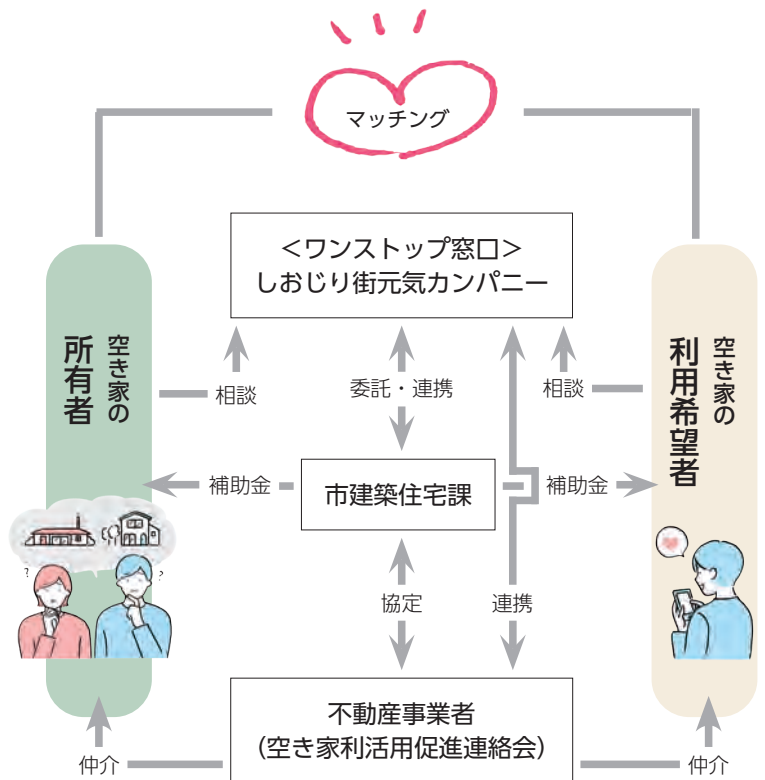 マッチング
＜ワンストップ窓口＞
しおじり街元気カンパニー
空き家の
所有者
空き家の
利用希望者
相談
委託・連携
相談
補助金
市建築住宅課
補助金
?
?
協定
連携
不動産事業者
（空き家利活用促進連絡会）
仲介
仲介